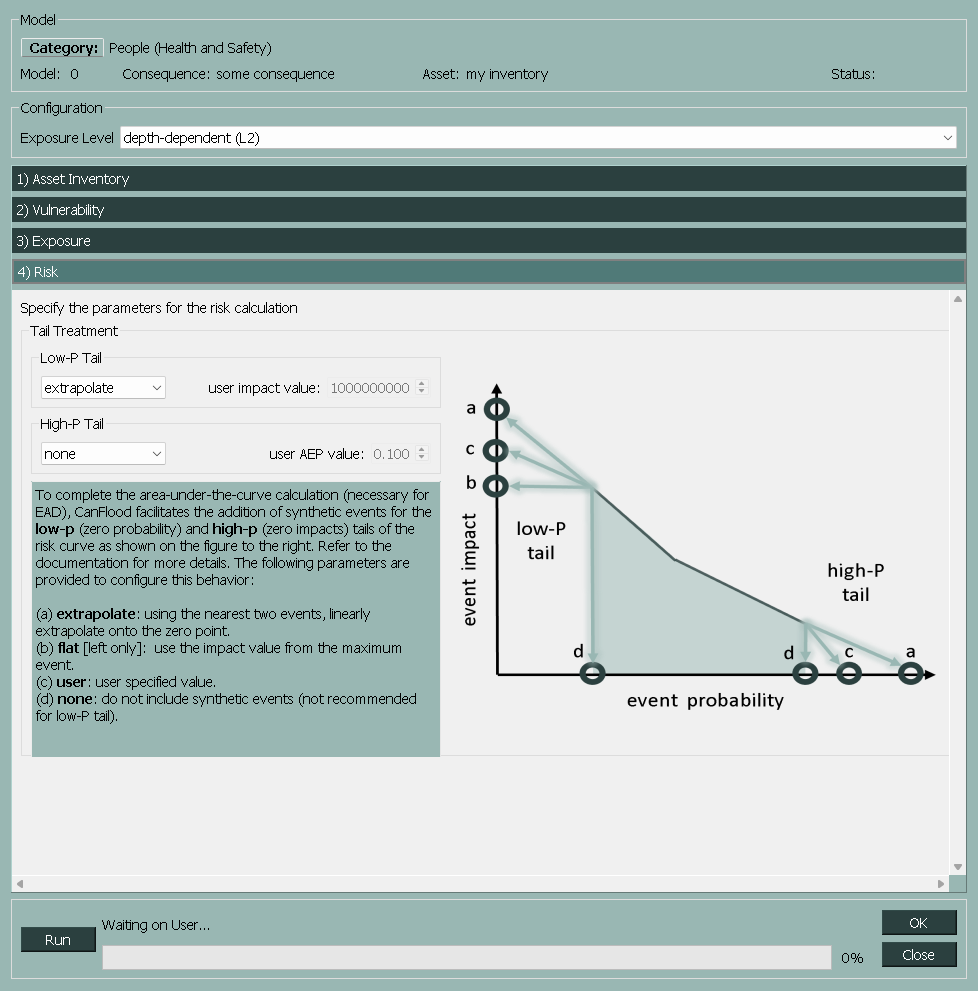 Model
Category: People (Health and Safety)
Model: 0 Consequence: some consequence Asset: my inventory Status:
Configuration
Exposure Level depth-dependent (L2)
1) Asset Inventory
2) Vulnerability
3) Exposure
4) Risk
Specify the parameters for the risk calculation
Tail Treatment
Low-P Tail
extrapolate user impact value: 1000000000
High-P Tail
none user AEP value: 0.100
To complete the area-under-the-curve calculation (necessary for
EAD), CanFlood facilitates the addition of synthetic events for the
low-p (zero probability) and high-p (zero impacts) tails of the
risk curve as shown on the figure to the right. Refer to the
documentation for more details. The following parameters are
provided to configure this behavior:
(a) extrapolate: using the nearest two events, linearly
extrapolate onto the zero point.
(b) flat [left only]: use the impact value from the maximum
event.
(c) user: user specified value.
(d) none: do not include synthetic events (not recommended
for low-P tail).
a
c
b
event impact
low-P
tail
high-P
tail
d
d
c
a
event probability
Run
Waiting on User...
0%
OK
Close